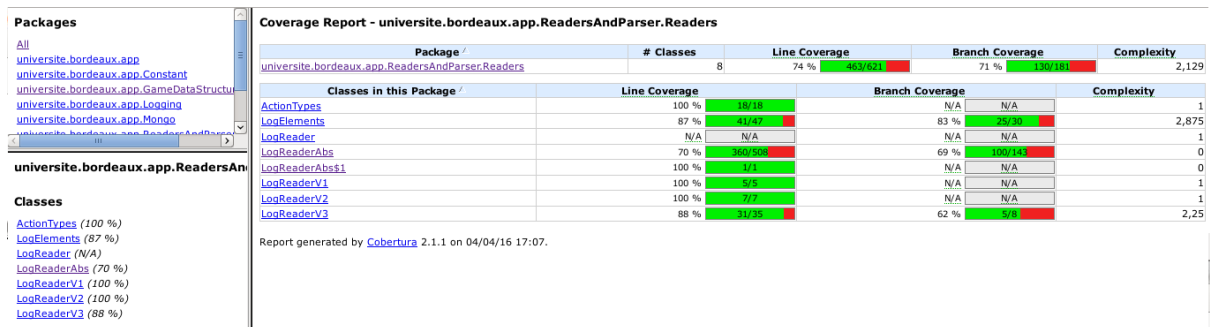 Packages
All
universite.bordeaux.app
universite.bordeaux.app.Constant
universite.bordeaux.app.GameDataStructu
universite.bordeaux.app.Logging
universite.bordeaux.app.Mongo
universite.bordeaux.app.ReadersAndParser
universite.bordeaux.app.ReadersAn
Classes
ActionTypes (100 %)
LogElements (87 %)
LogReader (N/A)
LogReaderAbs (70 %)
LogReaderV1 (100 %)
LogReaderV2 (100 %)
LogReaderV3 (88 %)
Coverage Report - universite.bordeaux.app.ReadersAndParser.Readers
Package # Classes Line Coverage Branch Coverage Complexity
universite.bordeaux.app.ReadersAndParser.Readers 8 74 % 463/621 71 % 130/181 2,129
Classes in this Package Line Coverage Branch Coverage Complexity
ActionTypes 100 % 18/18 N/A N/A 1
LogElements 87 % 41/47 83 % 25/30 2,875
LogReader N/A N/A N/A N/A 1
LogReaderAbs 70 % 360/508 69 % 100/143 0
LogReaderAbs$1 100 % 1/1 N/A N/A 0
LogReaderV1 100 % 5/5 N/A N/A 1
LogReaderV2 100 % 7/7 N/A N/A 1
LogReaderV3 88 % 31/35 62 % 5/8 2,25
Report generated by Cobertura 2.1.1 on 04/04/16 17:07.